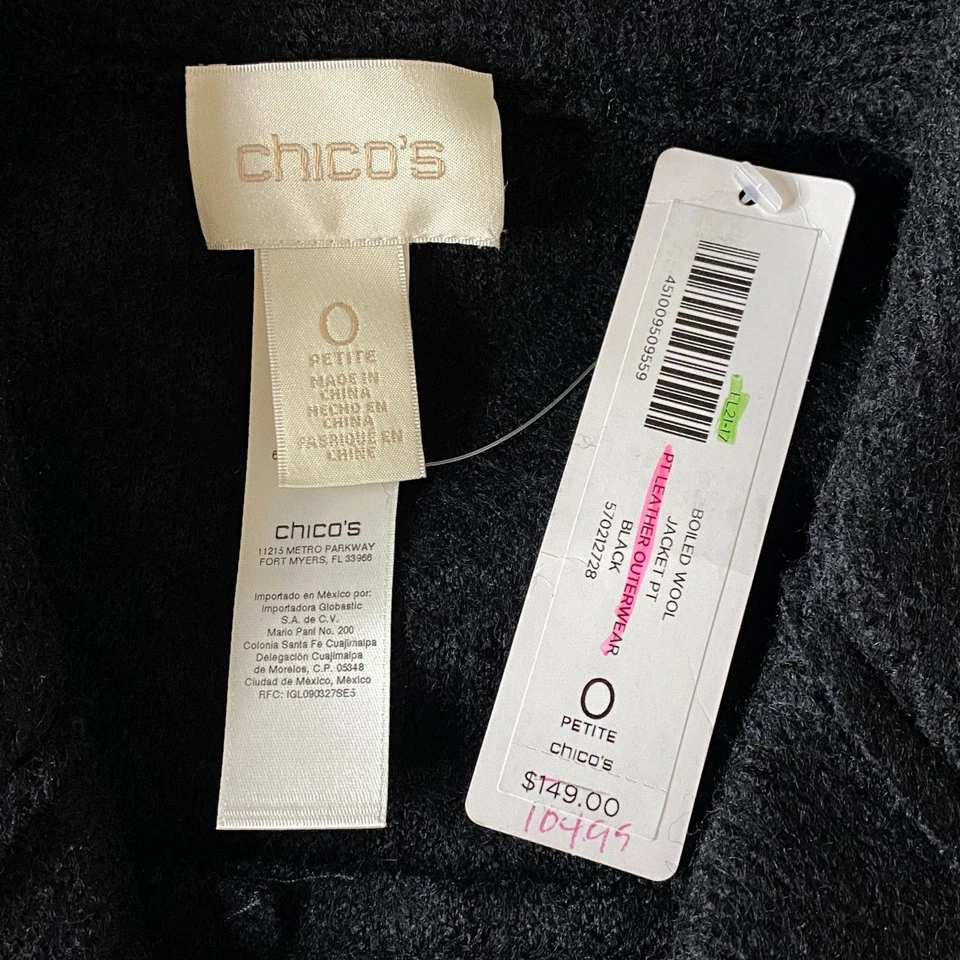 chico's
0
PETITE
MADE IN
CHINA
HECHO EN
CHINA
FABRIQUÉ EN
CHINE
chico's
11215 METRO PARKWAY
FORT MYERS, FL 33966
Importado en México por:
Importadora Globastic
S.A. de C.V.
Mario Pani No. 200
Colonia Santa Fe Cuajimalpa
Delegación Cuajimalpa
de Morelos, C.P. 05348
Ciudad de México, México
RFC: IGL090327SE5
451009509559
FL21-17
BOILED WOOL
JACKET PT
PT LEATHER OUTERWEAR
BLACK
570212728
0
PETITE
chico's
$149.00
10499